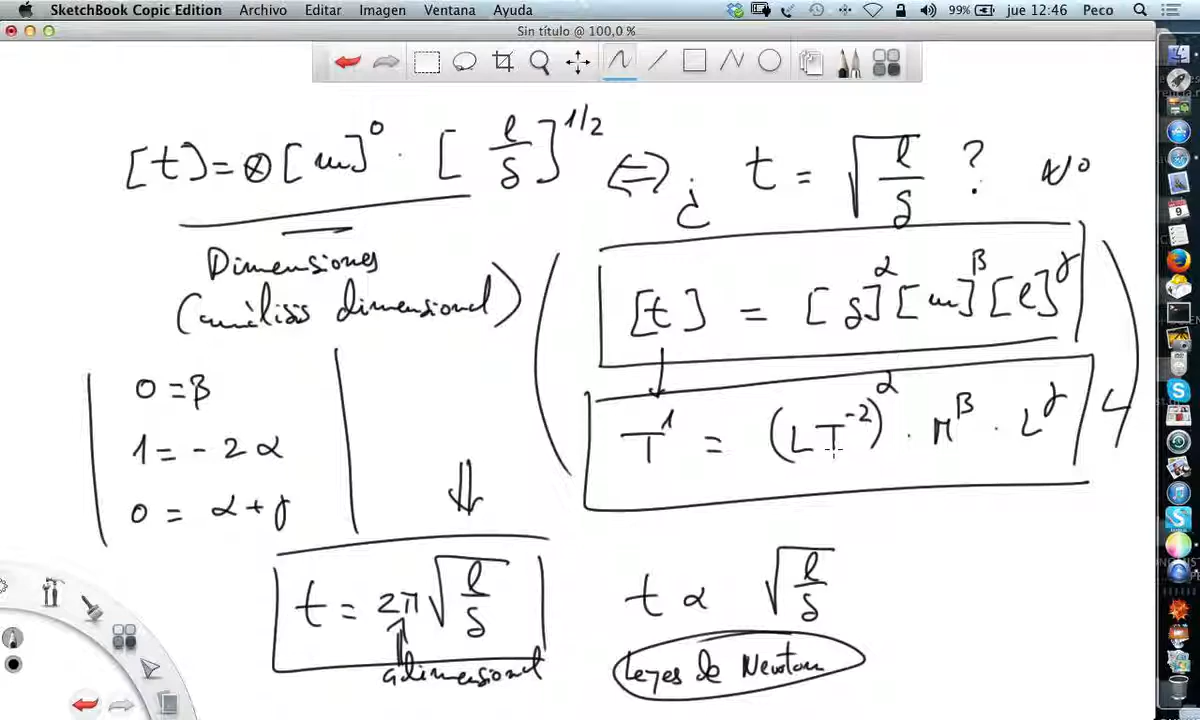 SketchBook Copic Edition Archivo Editar Imagen Ventana Ayuda 99% jue 12:46 Peco
Sin título @ 100,0 %
[t] = ⊗ [m]^0 · [l/g]^1/2 ⇔ ¿ t = √(l/g) ? NO
Dimensiones
(análisis dimensional)
[t] = [g]^α [m]^β [l]^γ
T^1 = (LT^-2)^α · M^β · L^γ
0 = β
1 = - 2α
0 = α + γ
⇓
t = 2π √(l/g)
adimensional
t α √(l/g)
Leyes de Newton